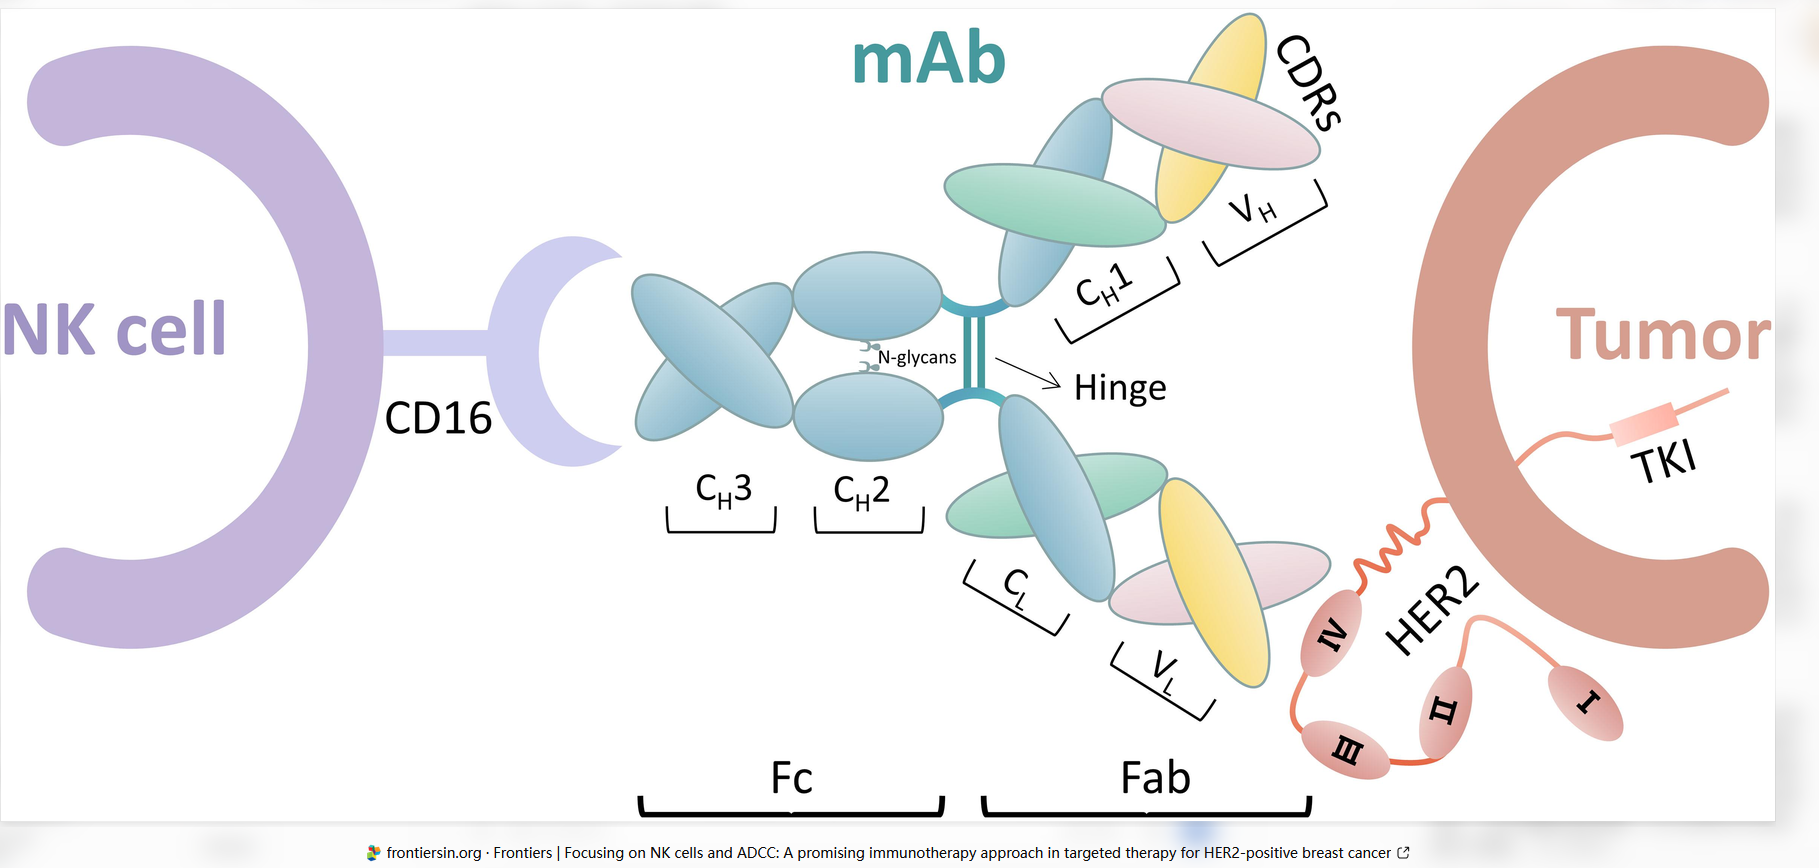 mAb
CDRs
VH
CH1
NK cell
CD16
N-glycans
Hinge
Tumor
TKI
CH3
CH2
CL
VL
HER2
IV
III
II
I
Fc
Fab
frontiersin.org · Frontiers | Focusing on NK cells and ADCC: A promising immunotherapy approach in targeted therapy for HER2-positive breast cancer